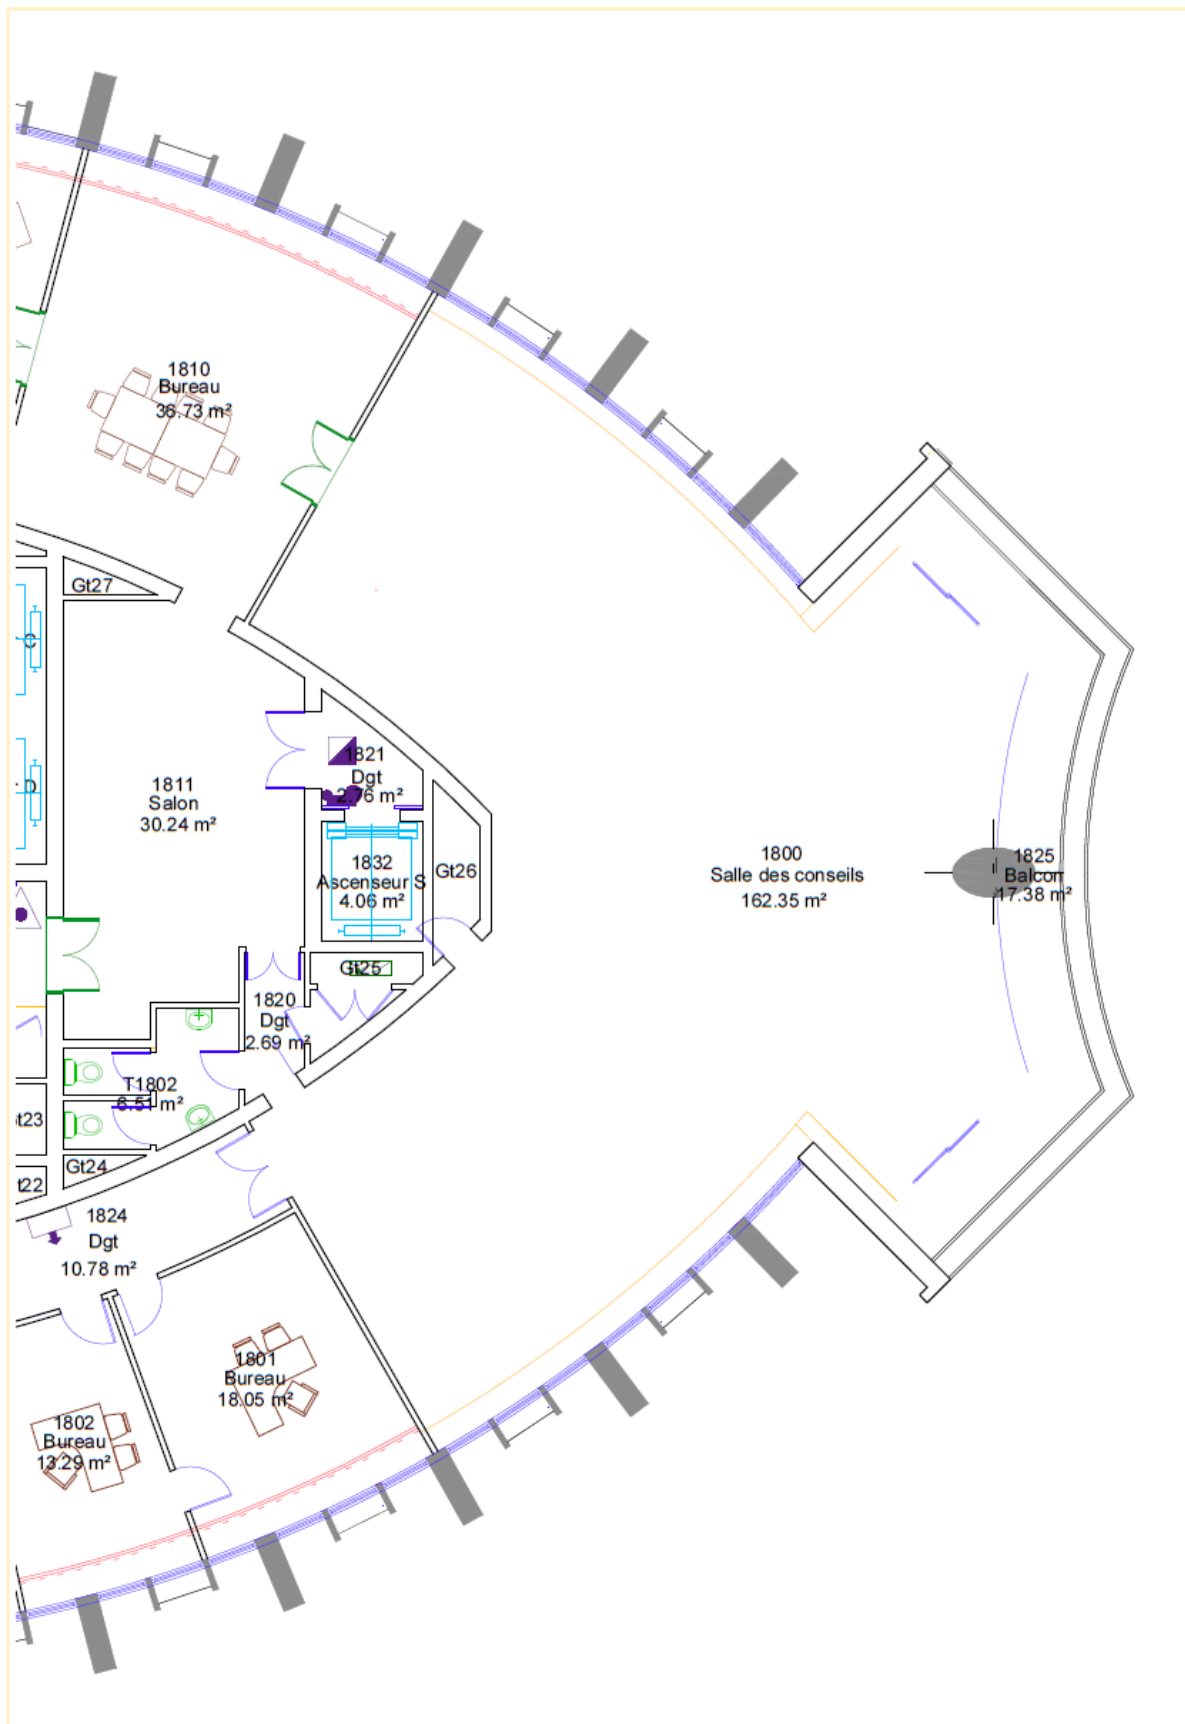 1810
Bureau
36.73 m²
Gt27
1821
Dgt
2.76 m²
1811
Salon
30.24 m²
1832
Ascenseur S
4.06 m²
Gt26
1800
Salle des conseils
162.35 m²
1825
Balcon
17.38 m²
D
Gt25
1820
Dgt
2.69 m²
T1802
6.51 m²
t23
Gt24
t22
1824
Dgt
10.78 m²
1801
Bureau
18.05 m²
1802
Bureau
13.29 m²